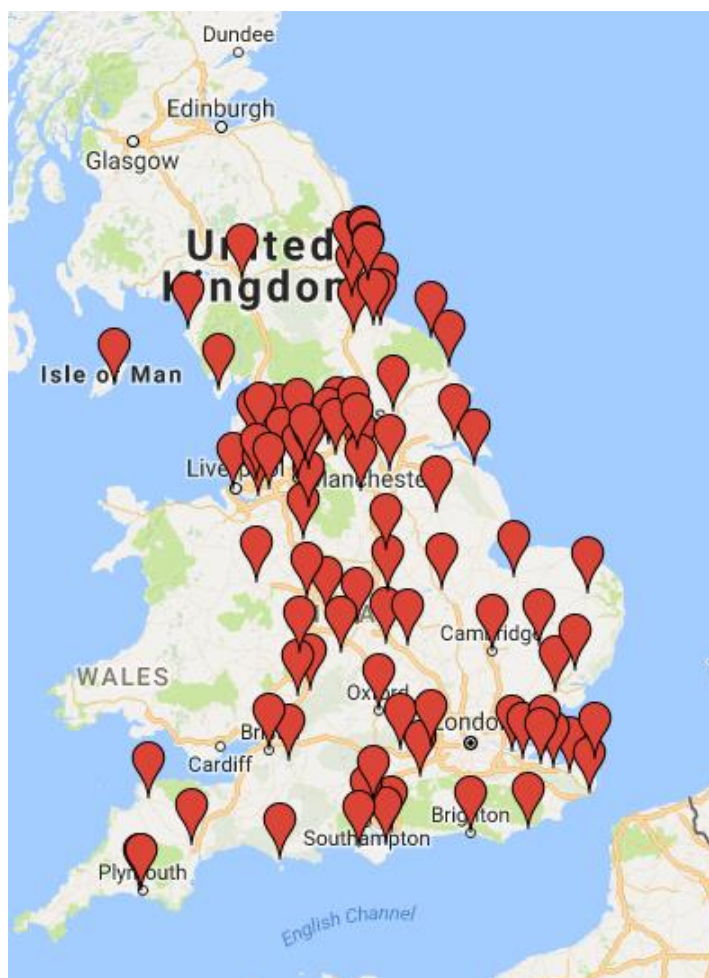 Dundee
Edinburgh
Glasgow
United
Kingdom
Isle of Man
Liverpool
Manchester
Cambridge
WALES
Oxford
London
Cardiff
Brighton
Southampton
Plymouth
English Channel